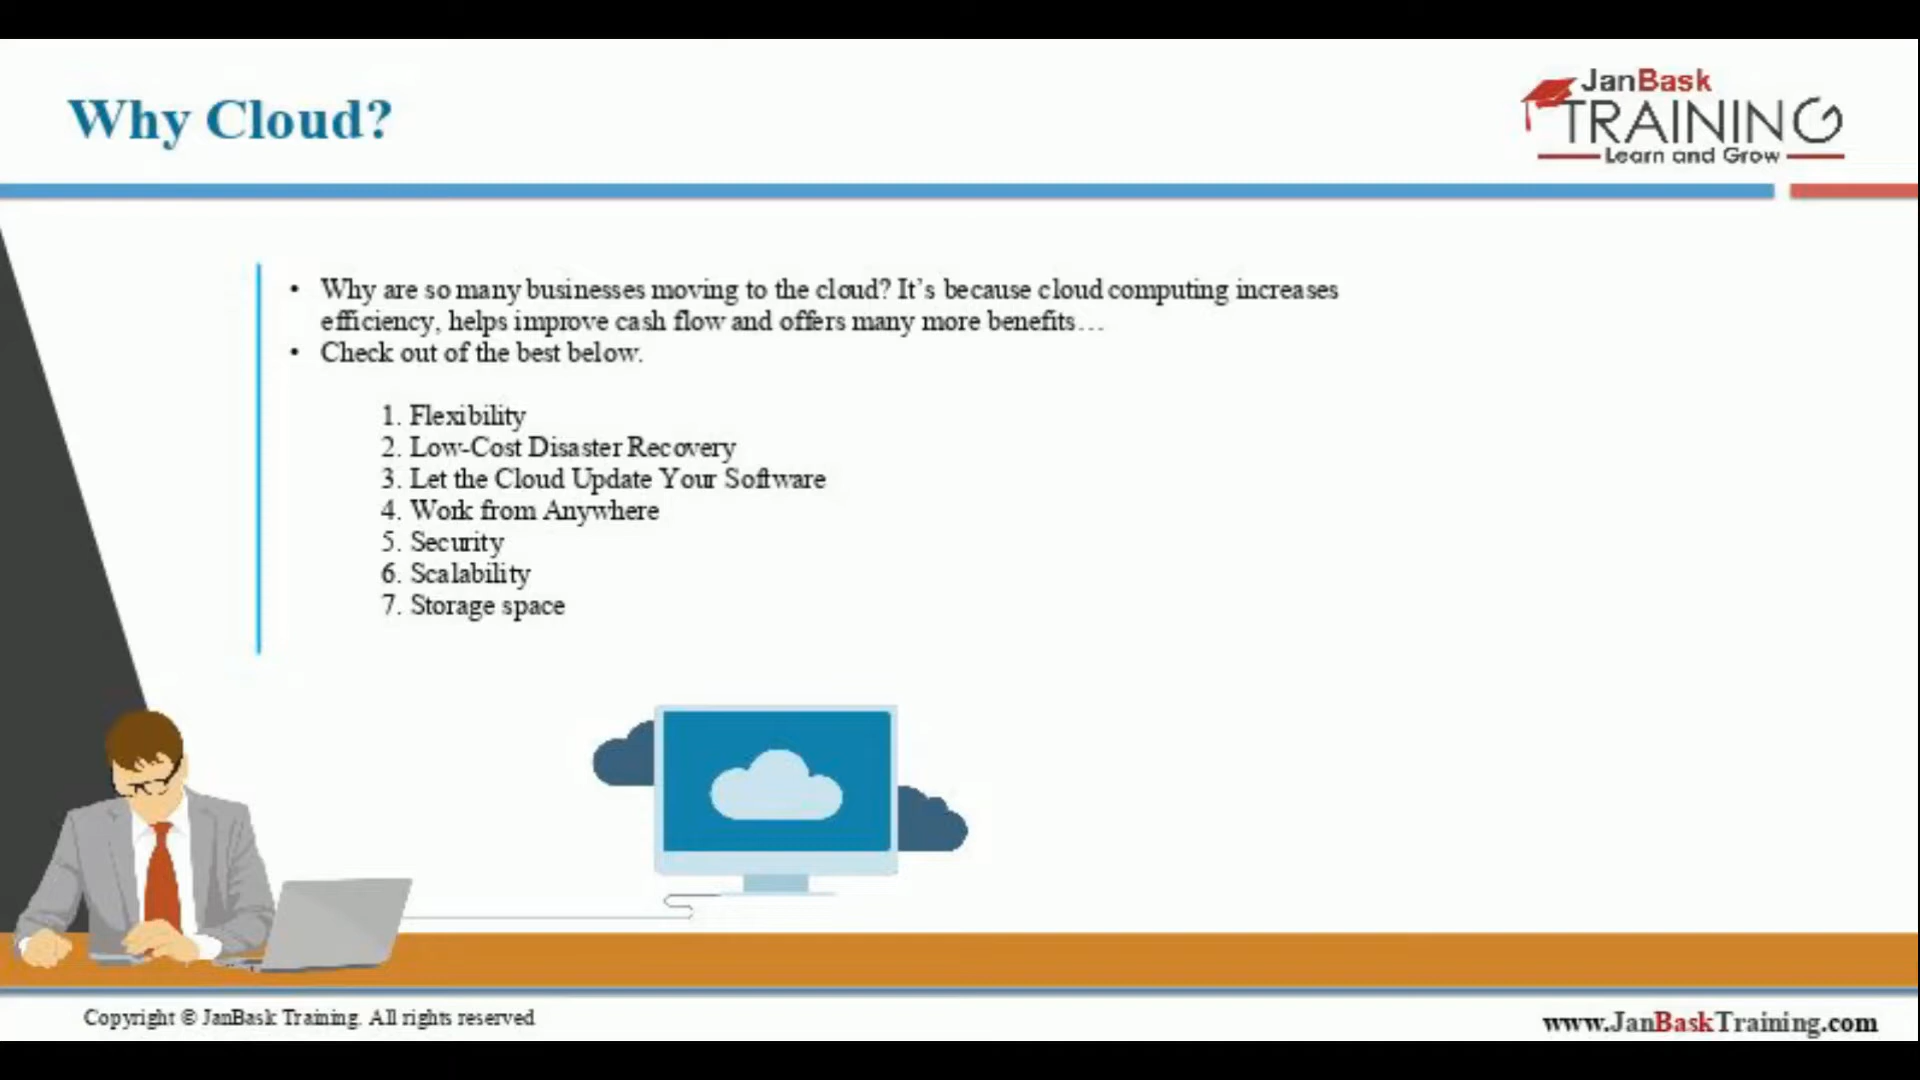 Why Cloud?
JanBask
TRAINING
Learn and Grow
• Why are so many businesses moving to the cloud? It’s because cloud computing increases
efficiency, helps improve cash flow and offers many more benefits…
• Check out of the best below.
1. Flexibility
2. Low-Cost Disaster Recovery
3. Let the Cloud Update Your Software
4. Work from Anywhere
5. Security
6. Scalability
7. Storage space
Copyright © JanBask Training. All rights reserved
www.JanBaskTraining.com